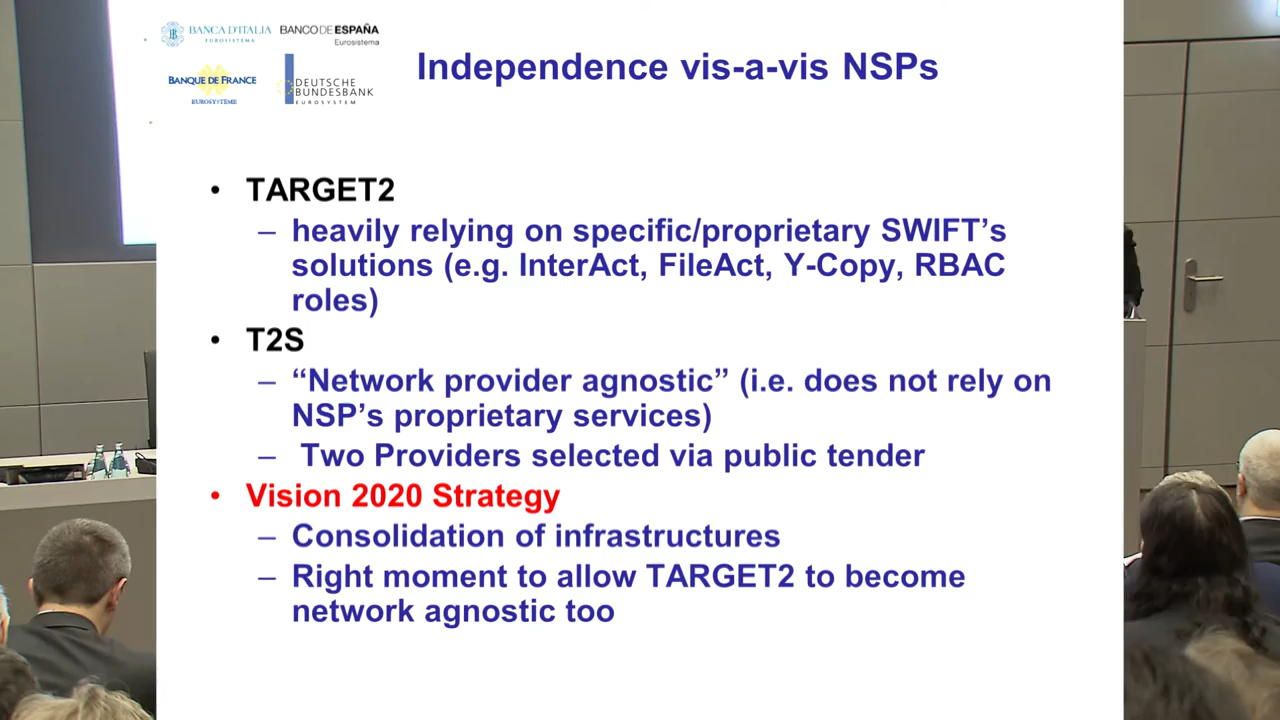 BANCA D'ITALIA
EUROSISTEMA
BANCODEESPAÑA
Eurosistema
BANQUE DE FRANCE
EUROSYSTÈME
DEUTSCHE
BUNDESBANK
EUROSYSTEM
Independence vis-a-vis NSPs
• TARGET2
– heavily relying on specific/proprietary SWIFT's
solutions (e.g. InterAct, FileAct, Y-Copy, RBAC
roles)
• T2S
– “Network provider agnostic” (i.e. does not rely on
NSP's proprietary services)
– Two Providers selected via public tender
• Vision 2020 Strategy
– Consolidation of infrastructures
– Right moment to allow TARGET2 to become
network agnostic too